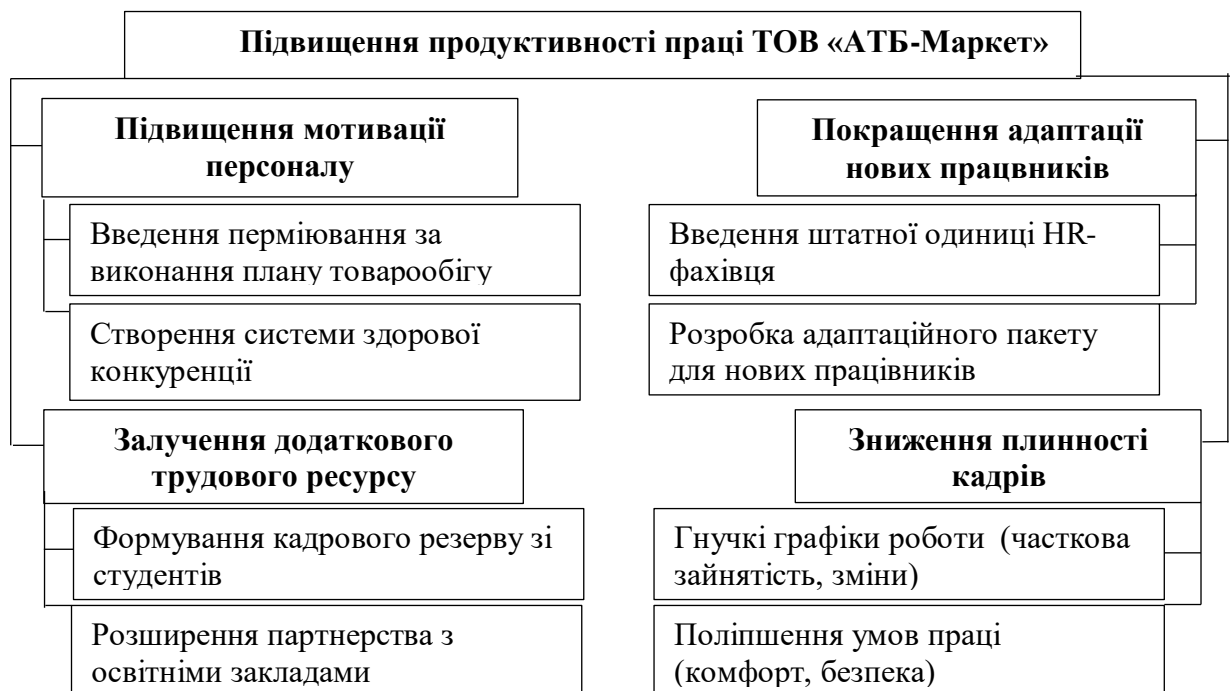 Підвищення продуктивності праці ТОВ «АТБ-Маркет»
Підвищення мотивації
персоналу
Введення перміювання за
виконання плану товарообігу
Створення системи здорової
конкуренції
Залучення додаткового
трудового ресурсу
Формування кадрового резерву зі
студентів
Розширення партнерства з
освітніми закладами
Покращення адаптації
нових працвників
Введення штатної одиниці HR-
фахівця
Розробка адаптаційного пакету
для нових працівників
Зниження плинності
кадрів
Гнучкі графіки роботи (часткова
зайнятість, зміни)
Поліпшення умов праці
(комфорт, безпека)